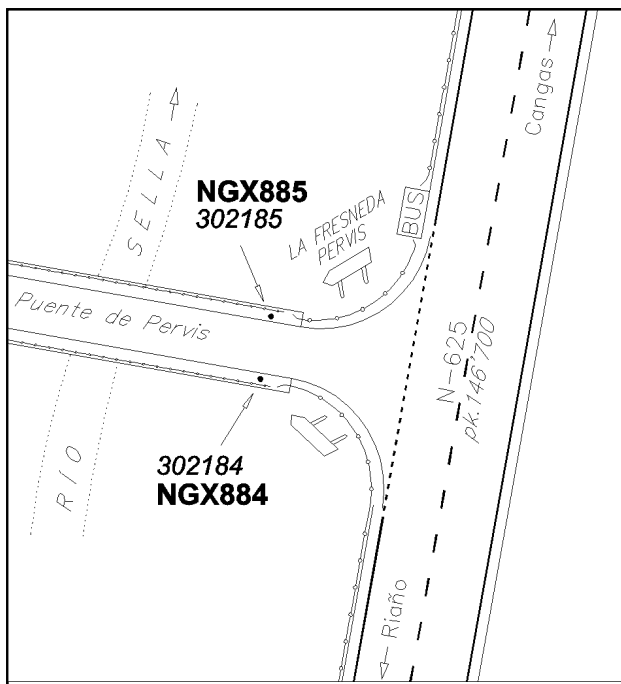 Cangas
SELLA
NGX885
302185
LA FRESNEDA
PERVIS
BUS
Puente de Pervis
N-625
pk.146'700
RÍO
302184
NGX884
Riaño